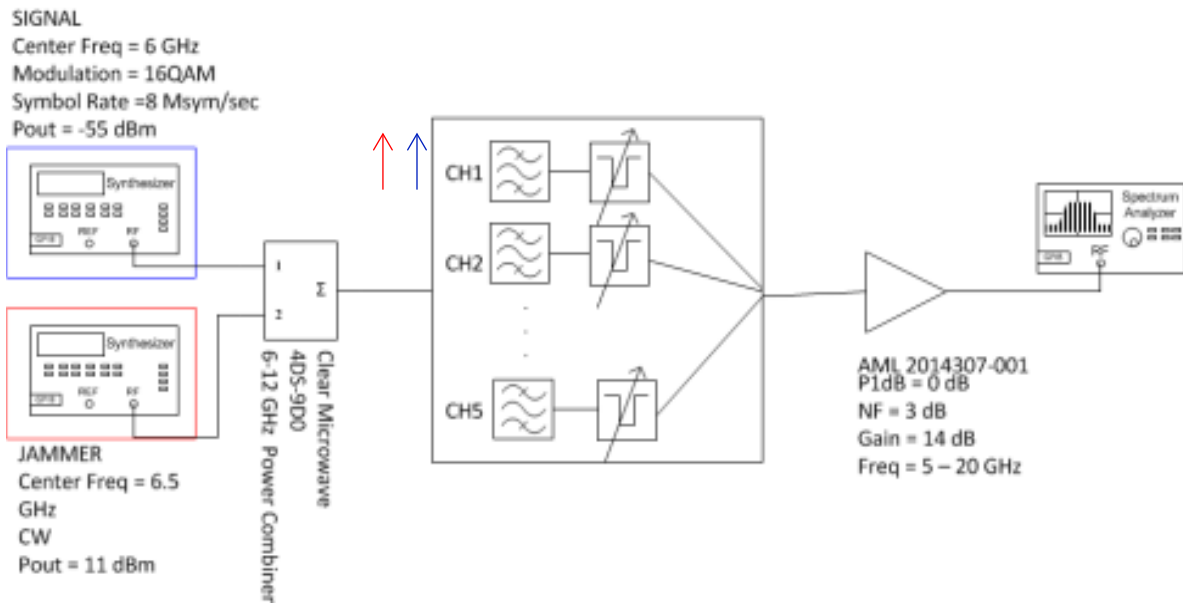 SIGNAL
Center Freq = 6 GHz
Modulation = 16QAM
Symbol Rate =8 Msym/sec
Pout = -55 dBm
Synthesizer
REF
RF
GPIB
Synthesizer
REF
RF
GPIB
JAMMER
Center Freq = 6.5
GHz
CW
Pout = 11 dBm
1
2
Σ
Clear Microwave
4DS-9D0
6-12 GHz Power Combiner
CH1
CH2
CH5
AML 2014307-001
P1dB = 0 dB
NF = 3 dB
Gain = 14 dB
Freq = 5 – 20 GHz
Spectrum
Analyzer
RF
GPIB